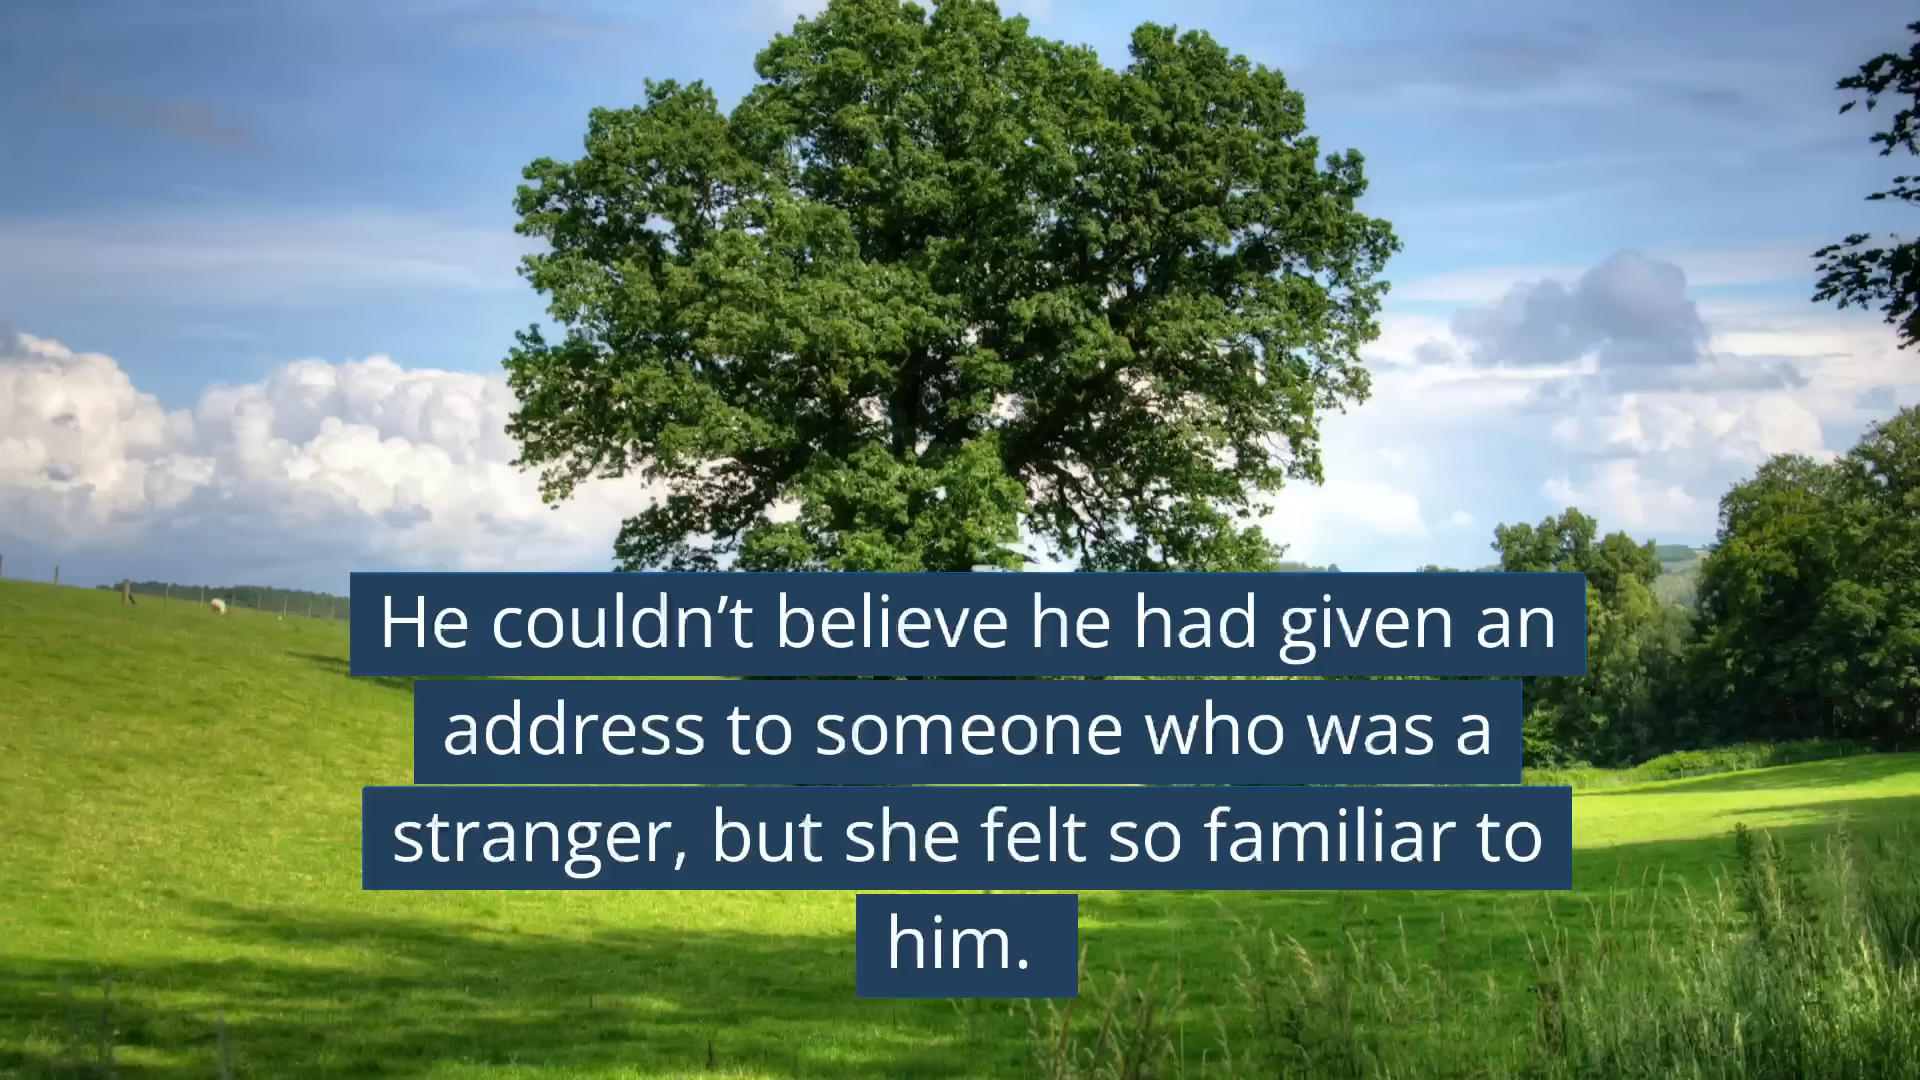 He couldn’t believe he had given an
address to someone who was a
stranger, but she felt so familiar to
him.